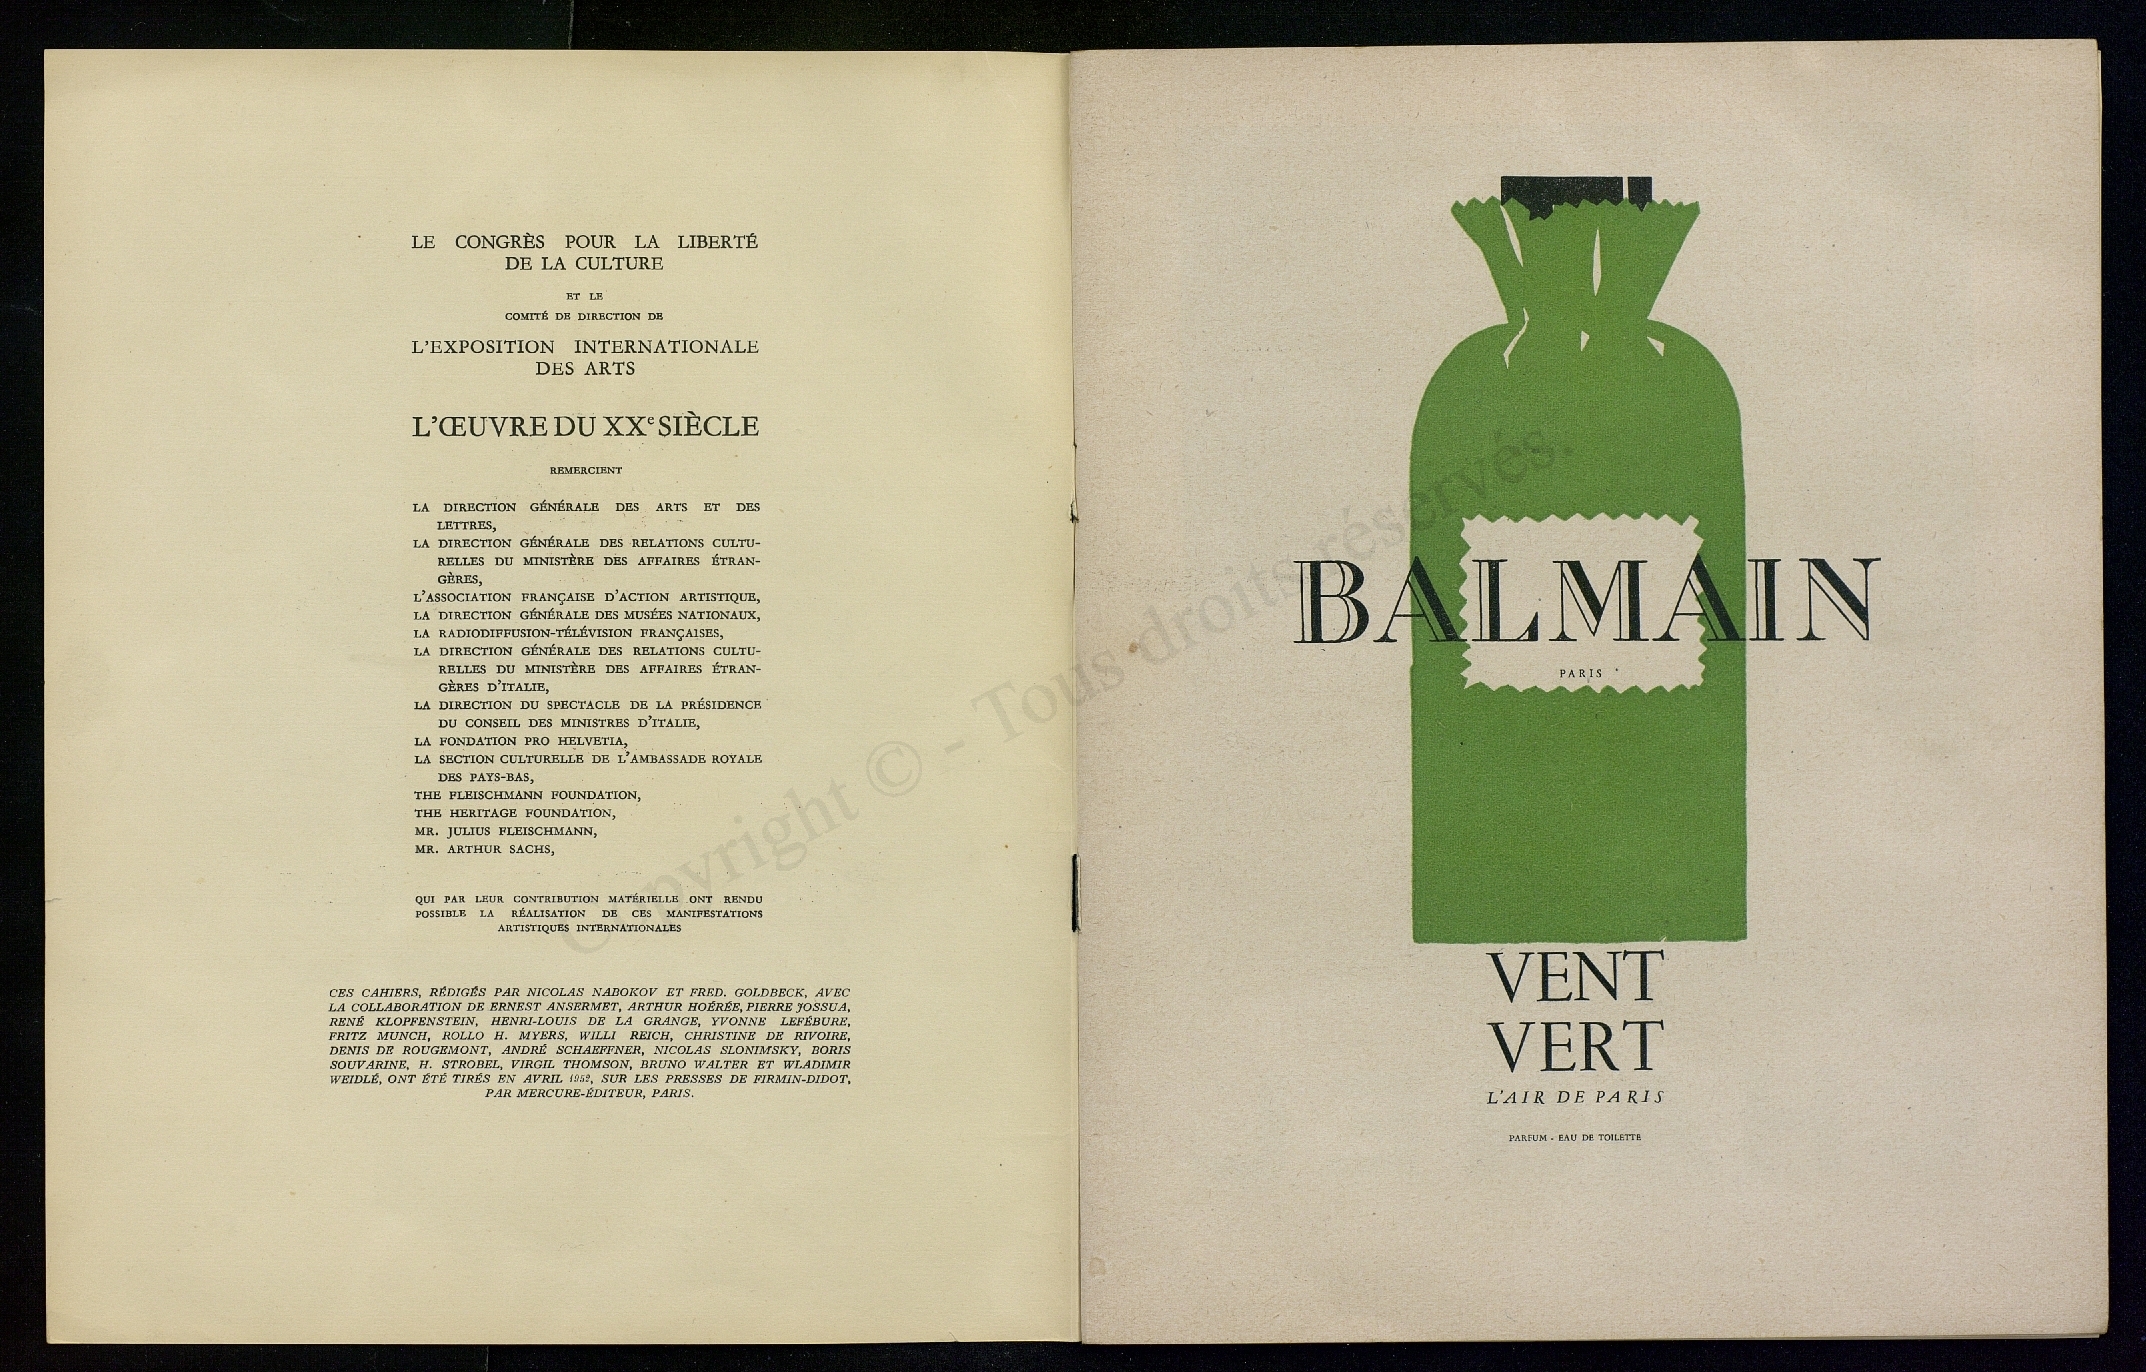 LE CONGRÈS POUR LA LIBERTÉ
DE LA CULTURE
ET LE
COMITÉ DE DIRECTION DE
L'EXPOSITION INTERNATIONALE
DES ARTS
L'ŒUVRE DU XXe SIÈCLE
REMERCIENT
LA DIRECTION GÉNÉRALE DES ARTS ET DES
LETTRES,
LA DIRECTION GÉNÉRALE DES RELATIONS CULTU-
RELLES DU MINISTÈRE DES AFFAIRES ÉTRAN-
GÈRES,
L'ASSOCIATION FRANÇAISE D'ACTION ARTISTIQUE,
LA DIRECTION GÉNÉRALE DES MUSÉES NATIONAUX,
LA RADIODIFFUSION-TÉLÉVISION FRANÇAISES,
LA DIRECTION GÉNÉRALE DES RELATIONS CULTU-
RELLES DU MINISTÈRE DES AFFAIRES ÉTRAN-
GÈRES D'ITALIE,
LA DIRECTION DU SPECTACLE DE LA PRÉSIDENCE
DU CONSEIL DES MINISTRES D'ITALIE,
LA FONDATION PRO HELVETIA,
LA SECTION CULTURELLE DE L'AMBASSADE ROYALE
DES PAYS-BAS,
THE FLEISCHMANN FOUNDATION,
THE HERITAGE FOUNDATION,
MR. JULIUS FLEISCHMANN,
MR. ARTHUR SACHS,
QUI PAR LEUR CONTRIBUTION MATÉRIELLE ONT RENDU
POSSIBLE LA RÉALISATION DE CES MANIFESTATIONS
ARTISTIQUES INTERNATIONALES
CES CAHIERS, RÉDIGÉS PAR NICOLAS NABOKOV ET FRED. GOLDBECK, AVEC
LA COLLABORATION DE ERNEST ANSERMET, ARTHUR HOÉRÉE, PIERRE JOSSUA,
RENÉ KLOPFENSTEIN, HENRI-LOUIS DE LA GRANGE, YVONNE LEFÉBURE,
FRITZ MUNCH, ROLLO H. MYERS, WILLI REICH, CHRISTINE DE RIVOIRE,
DENIS DE ROUGEMONT, ANDRÉ SCHAEFFNER, NICOLAS SLONIMSKY, BORIS
SOUVARINE, H. STROBEL, VIRGIL THOMSON, BRUNO WALTER ET WLADIMIR
WEIDLÉ, ONT ÉTÉ TIRÉS EN AVRIL 1952, SUR LES PRESSES DE FIRMIN-DIDOT,
PAR MERCURE-ÉDITEUR, PARIS.
BALMAIN
PARIS
VENT
VERT
L'AIR DE PARIS
PARFUM - EAU DE TOILETTE
Copyright © - Tous droits réservés.